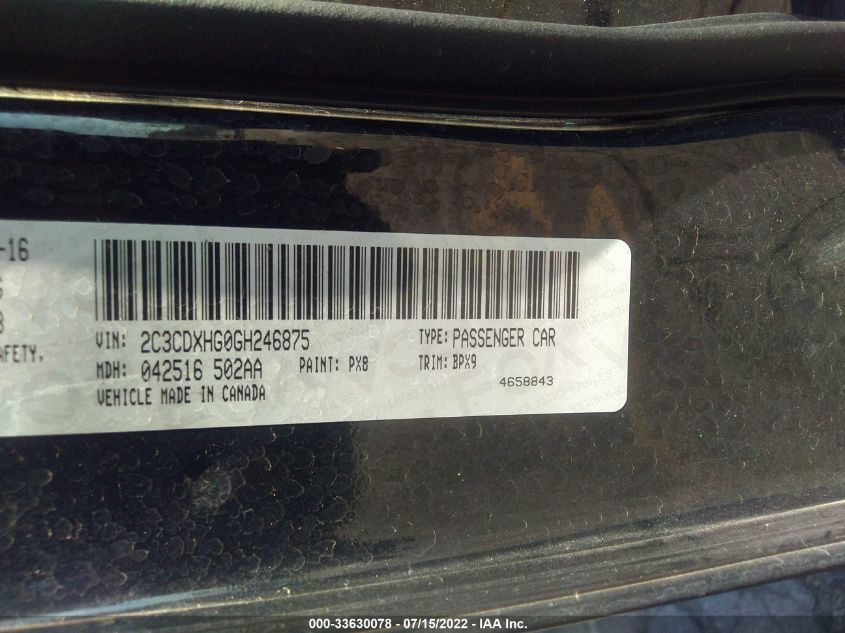 -16
AFETY.
VIN: 2C3CDXHG0GH246875 TYPE: PASSENGER CAR
MDH: 042516 502AA PAINT: PX8 TRIM: BPX9
VEHICLE MADE IN CANADA 4658843
000-33630078 - 07/15/2022 - IAA Inc.